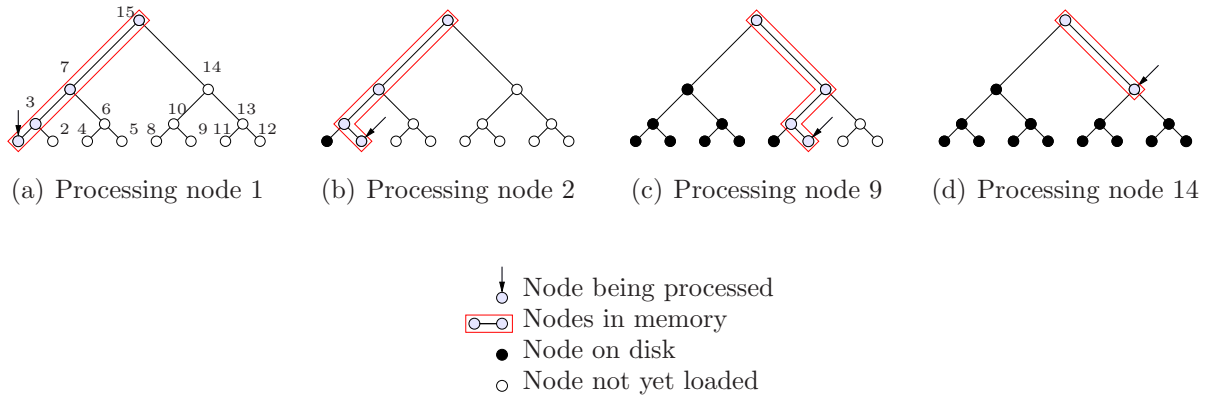 15
7
14
3
6
10
13
2
4
5
8
9
11
12
(a) Processing node 1
(b) Processing node 2
(c) Processing node 9
(d) Processing node 14
Node being processed
Nodes in memory
Node on disk
Node not yet loaded